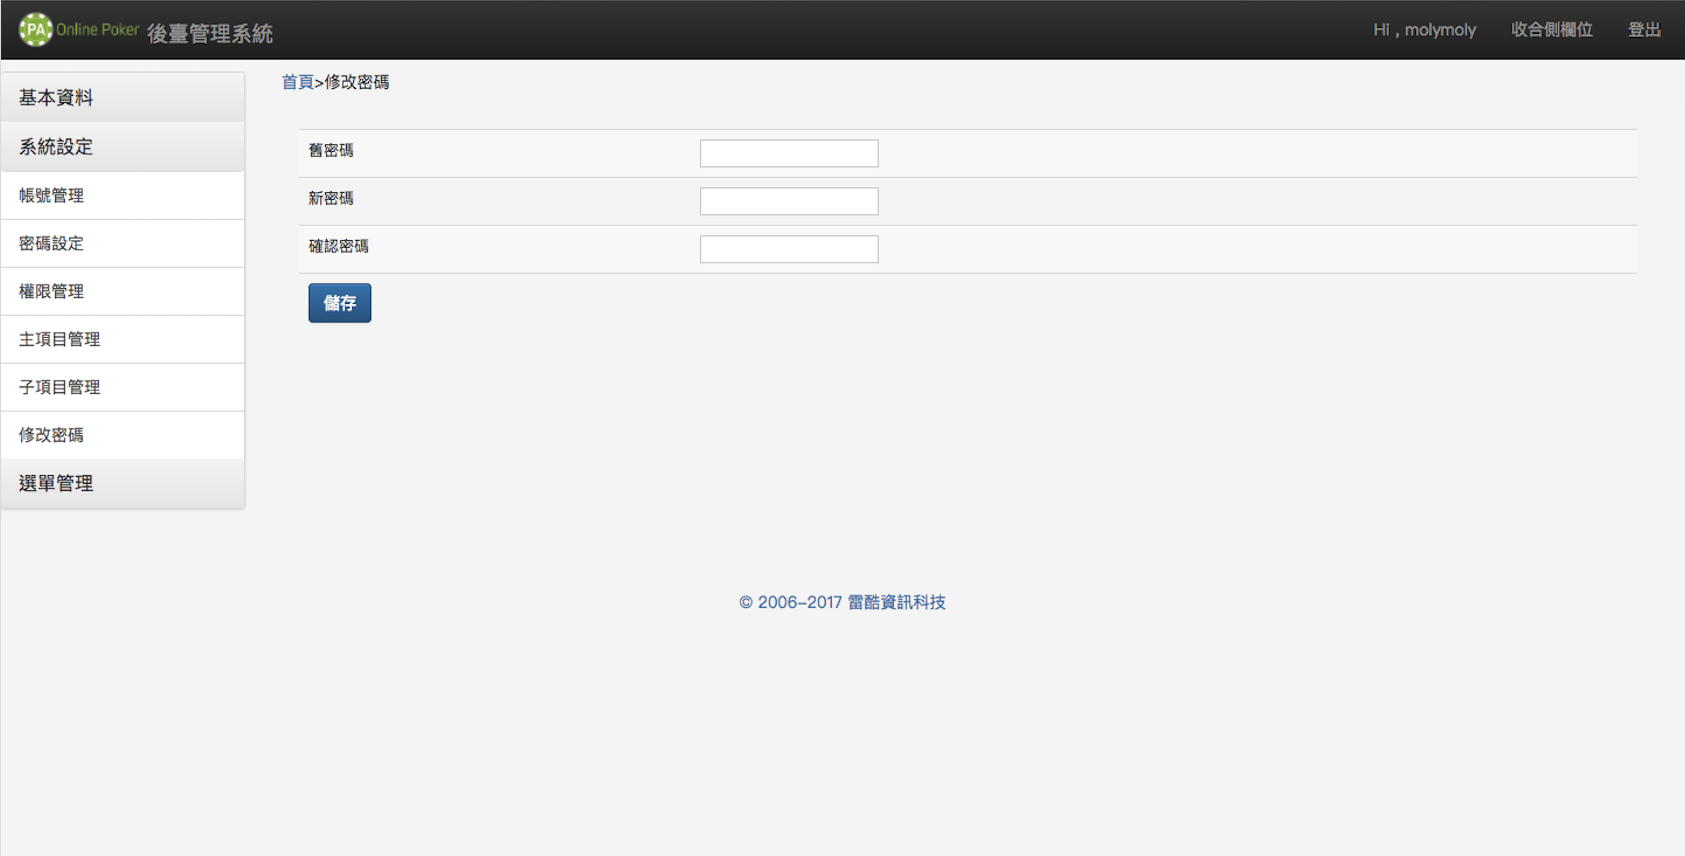 PA Online Poker 後臺管理系統
Hi , molymoly 收合側欄位 登出
基本資料
系統設定
帳號管理
密碼設定
權限管理
主項目管理
子項目管理
修改密碼
選單管理
首頁>修改密碼
舊密碼
新密碼
確認密碼
儲存
© 2006-2017 雷酷資訊科技